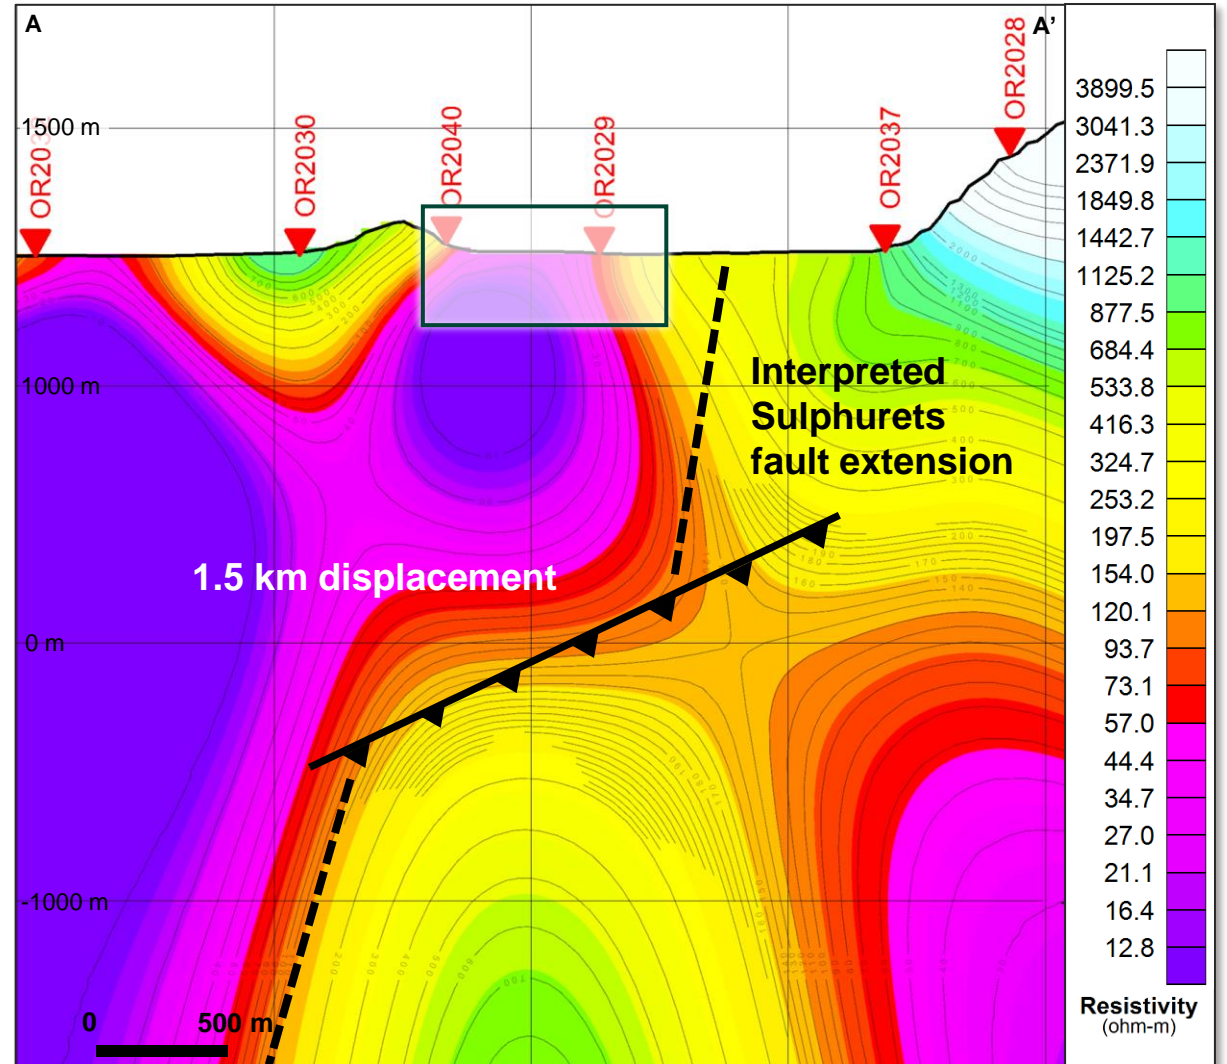 A
A’
OR2030
OR2040
OR2029
OR2037
OR2028
1500 m
1000 m
0 m
-1000 m
Interpreted
Sulphurets
fault extension
1.5 km displacement
0
500 m
3899.5
3041.3
2371.9
1849.8
1442.7
1125.2
877.5
684.4
533.8
416.3
324.7
253.2
197.5
154.0
120.1
93.7
73.1
57.0
44.4
34.7
27.0
21.1
16.4
12.8
Resistivity
(ohm-m)